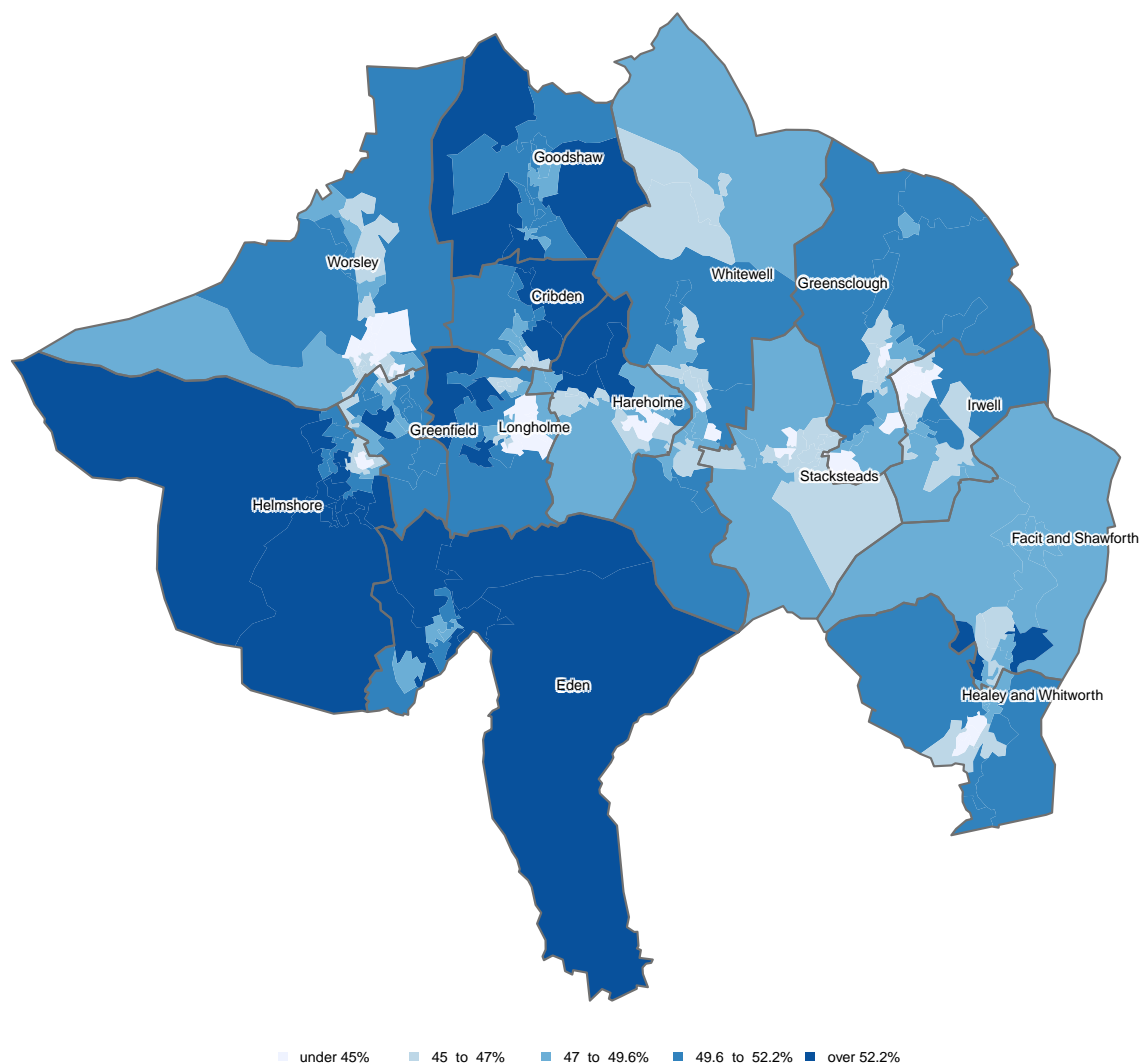 Goodshaw
Worsley
Whitewell
Greensclough
Cribden
Hareholme
Irwell
Greenfield
Longholme
Stacksteads
Helmshore
Facit and Shawforth
Eden
Healey and Whitworth
under 45% 45 to 47% 47 to 49.6% 49.6 to 52.2% over 52.2%